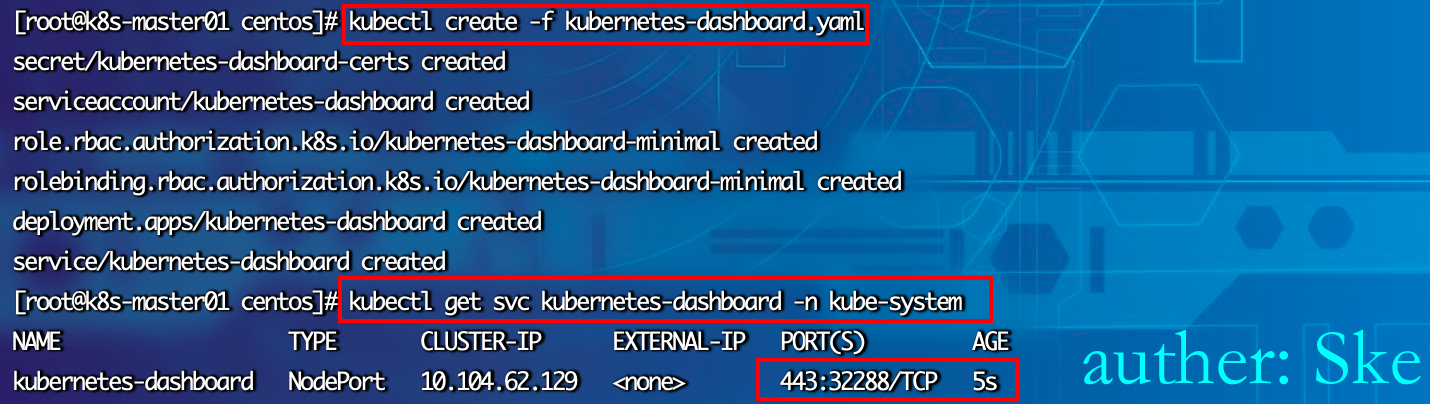 [root@k8s-master01 centos]# kubectl create -f kubernetes-dashboard.yaml
secret/kubernetes-dashboard-certs created
serviceaccount/kubernetes-dashboard created
role.rbac.authorization.k8s.io/kubernetes-dashboard-minimal created
rolebinding.rbac.authorization.k8s.io/kubernetes-dashboard-minimal created
deployment.apps/kubernetes-dashboard created
service/kubernetes-dashboard created
[root@k8s-master01 centos]# kubectl get svc kubernetes-dashboard -n kube-system
NAME TYPE CLUSTER-IP EXTERNAL-IP PORT(S) AGE
kubernetes-dashboard NodePort 10.104.62.129 <none> 443:32288/TCP 5s
auther: Ske